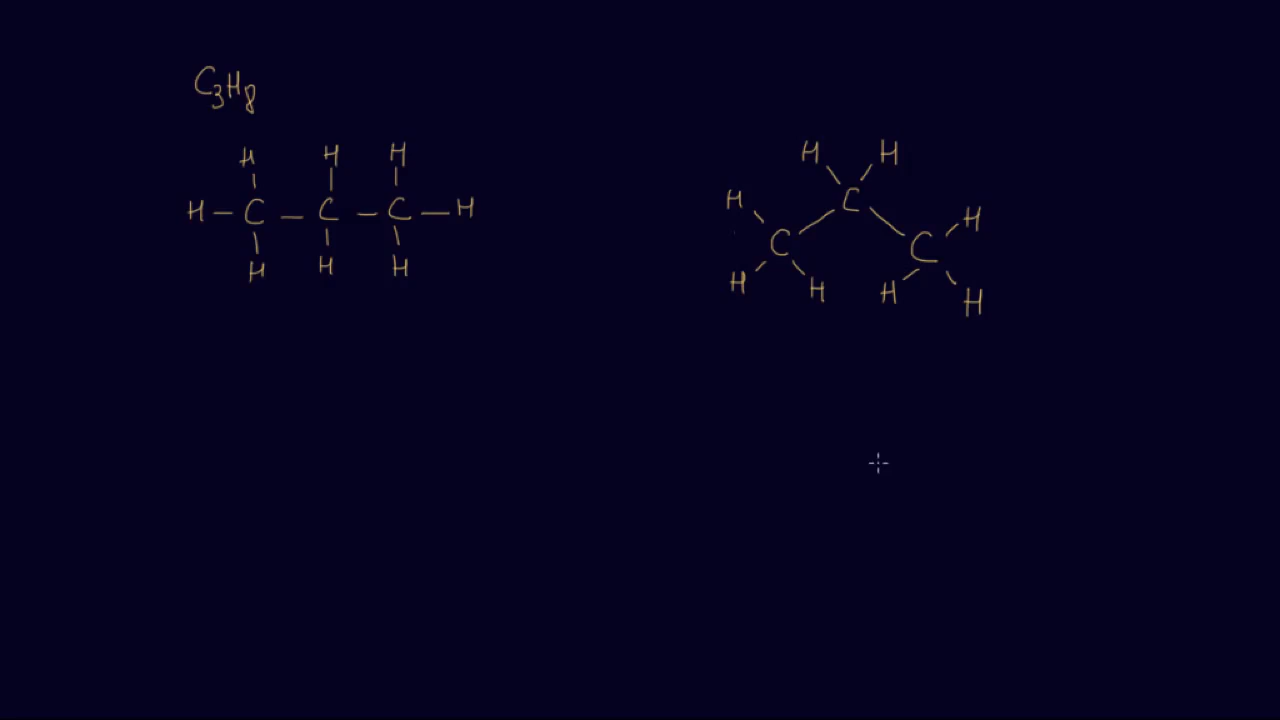 C₃H₈
H H H
H – C – C – C – H
H H H
H H
H C
C C H
H H H H